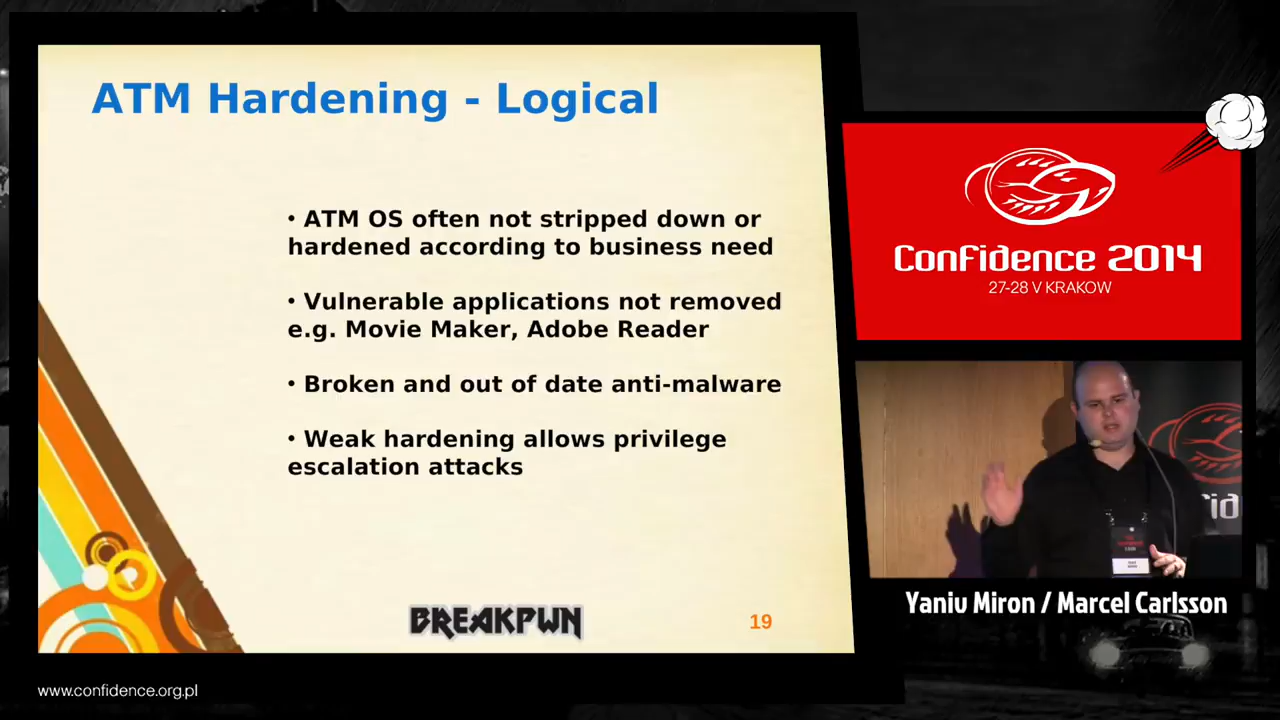 ATM Hardening - Logical
• ATM OS often not stripped down or
hardened according to business need
• Vulnerable applications not removed
e.g. Movie Maker, Adobe Reader
• Broken and out of date anti-malware
• Weak hardening allows privilege
escalation attacks
BREAKPWN
19
Confidence 2014
27-28 V KRAKOW
Yaniv Miron / Marcel Carlsson
www.confidence.org.pl